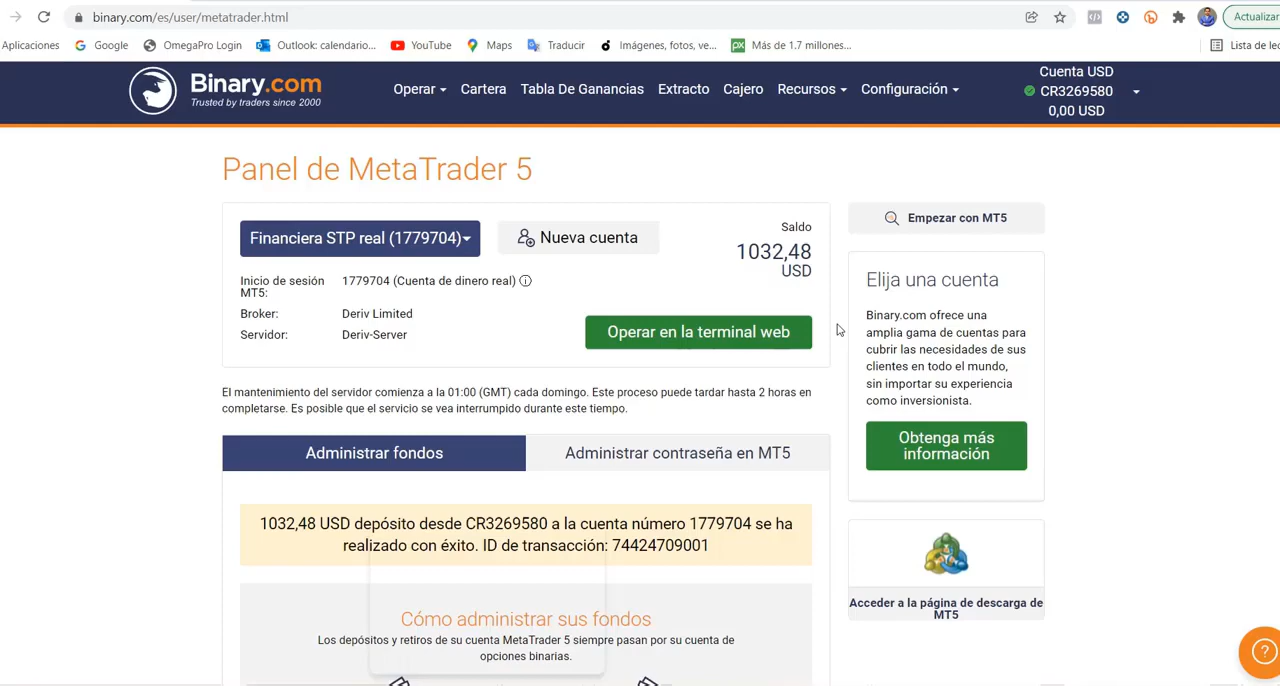 binary.com/es/user/metatrader.html
Actualizar
Aplicaciones
Google
OmegaPro Login
Outlook: calendario...
YouTube
Maps
Traducir
Imágenes, fotos, ve...
Más de 1.7 millones...
Lista de lec
Binary.com
Trusted by traders since 2000
Operar
Cartera
Tabla De Ganancias
Extracto
Cajero
Recursos
Configuración
Cuenta USD
CR3269580
0,00 USD
Panel de MetaTrader 5
Financiera STP real (1779704)
Nueva cuenta
Saldo
1032,48
USD
Inicio de sesión
MT5:
1779704 (Cuenta de dinero real)
Broker:
Deriv Limited
Servidor:
Deriv-Server
Operar en la terminal web
Empezar con MT5
Elija una cuenta
Binary.com ofrece una
amplia gama de cuentas para
cubrir las necesidades de sus
clientes en todo el mundo,
sin importar su experiencia
como inversionista.
Obtenga más
información
El mantenimiento del servidor comienza a la 01:00 (GMT) cada domingo. Este proceso puede tardar hasta 2 horas en
completarse. Es posible que el servicio se vea interrumpido durante este tiempo.
Administrar fondos
Administrar contraseña en MT5
1032,48 USD depósito desde CR3269580 a la cuenta número 1779704 se ha
realizado con éxito. ID de transacción: 74424709001
Cómo administrar sus fondos
Los depósitos y retiros de su cuenta MetaTrader 5 siempre pasan por su cuenta de
opciones binarias.
Acceder a la página de descarga de
MT5